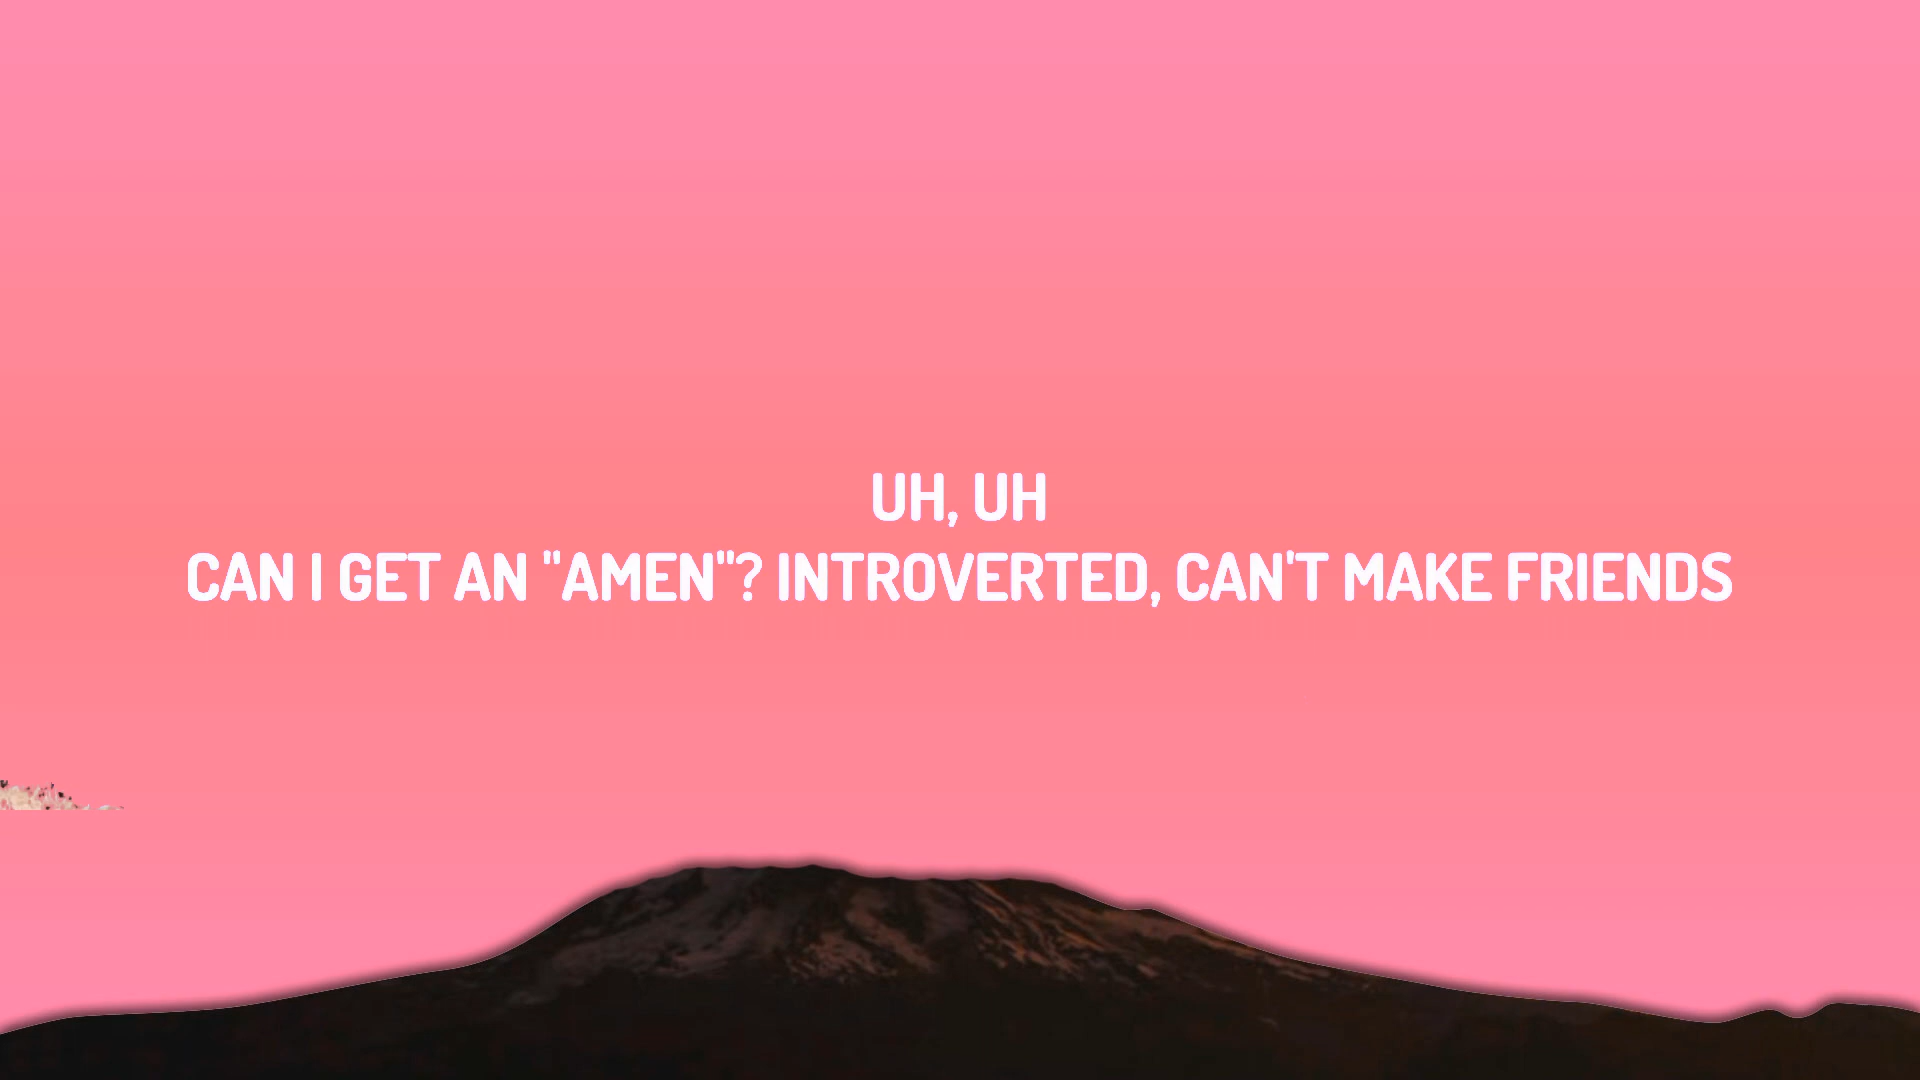 UH, UH
CAN I GET AN "AMEN"? INTROVERTED, CAN'T MAKE FRIENDS